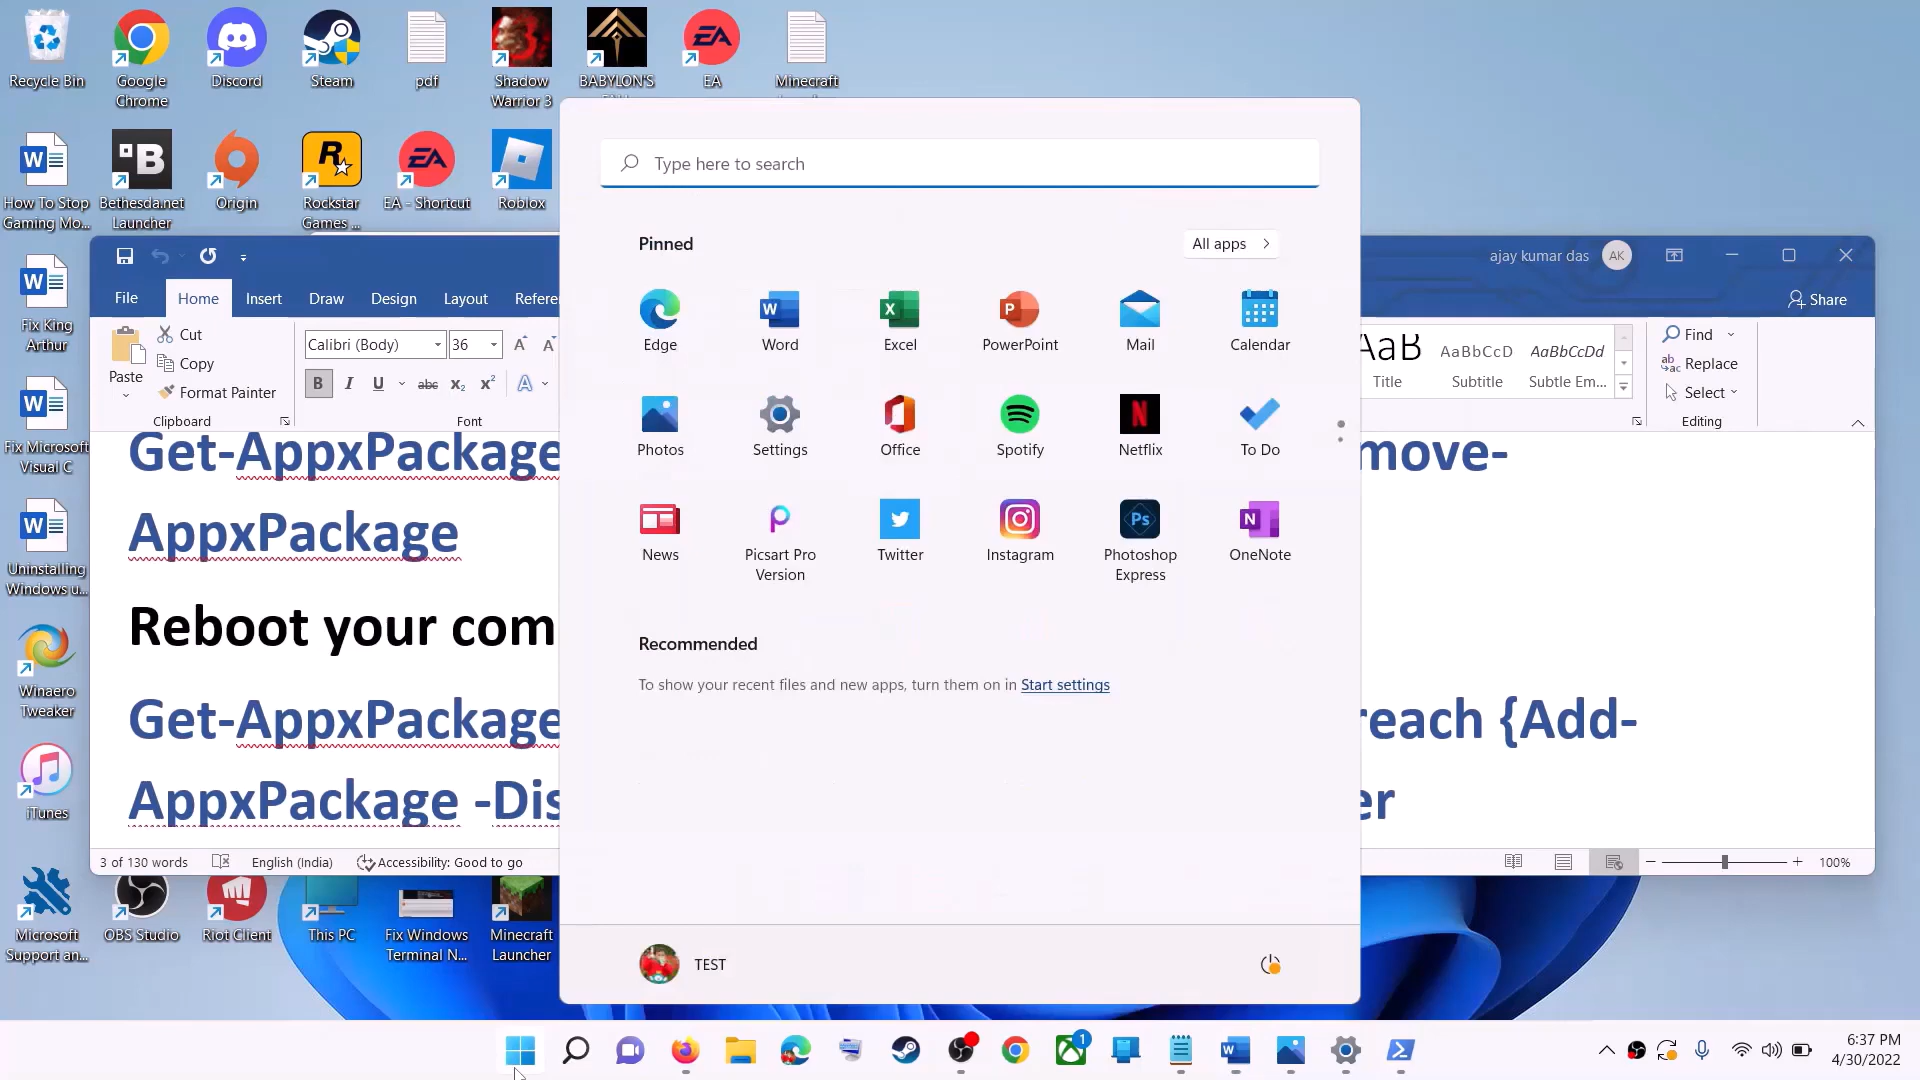 Recycle Bin
Google
Chrome
Discord
Steam
pdf
Shadow
Warrior 3
BABYLON'S
EA
Minecraft
How To Stop
Gaming Mo...
Bethesda.net
Launcher
Origin
Rockstar
Games ...
EA - Shortcut
Roblox
Fix King
Arthur
Fix Microsoft
Visual C
Uninstalling
Windows u...
Winaero
Tweaker
iTunes
Microsoft
Support an...
OBS Studio
Riot Client
This PC
Fix Windows
Terminal N...
Minecraft
Launcher
ajay kumar das
AK
File
Home
Insert
Draw
Design
Layout
Refere
Share
Paste
Cut
Copy
Format Painter
Clipboard
Calibri (Body)
36
Font
AaB
Title
AaBbCcD
Subtitle
AaBbCcDd
Subtle Em...
Find
Replace
Select
Editing
Get-AppxPackage
move-
AppxPackage
Reboot your com
Get-AppxPackage
reach {Add-
AppxPackage -Dis
er
3 of 130 words
English (India)
Accessibility: Good to go
100%
Type here to search
Pinned
All apps
Edge
Word
Excel
PowerPoint
Mail
Calendar
Photos
Settings
Office
Spotify
Netflix
To Do
News
Picsart Pro
Version
Twitter
Instagram
Photoshop
Express
OneNote
Recommended
To show your recent files and new apps, turn them on in Start settings
TEST
1
6:37 PM
4/30/2022